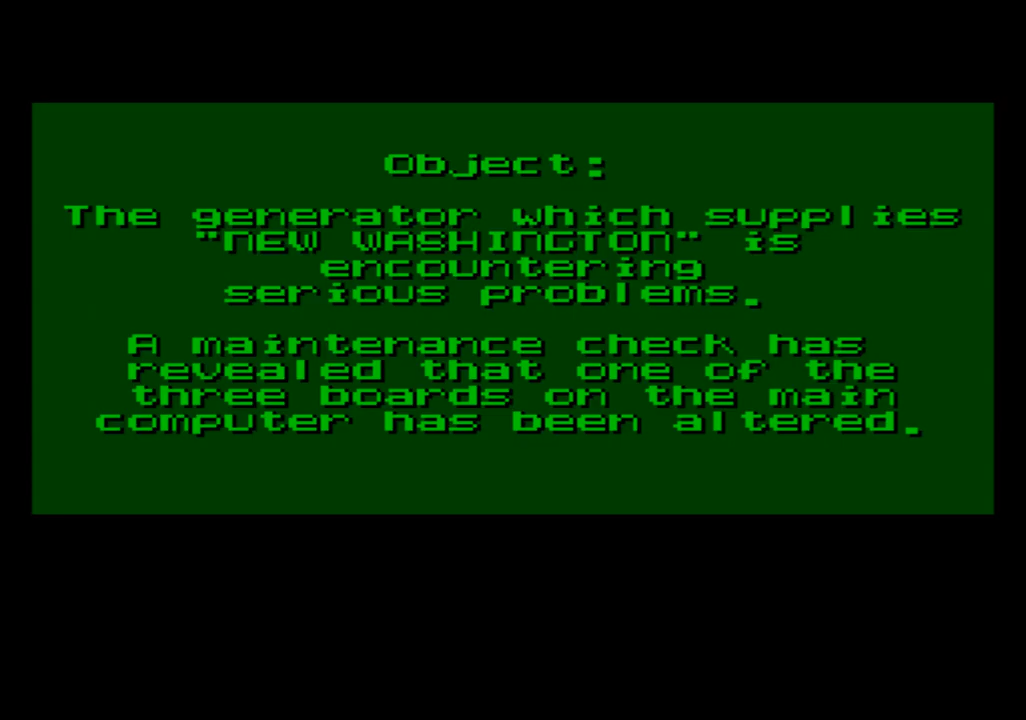 Object:
The generator which supplies
"NEW WASHINGTON" is
encountering
serious problems.
A maintenance check has
revealed that one of the
three boards on the main
computer has been altered.